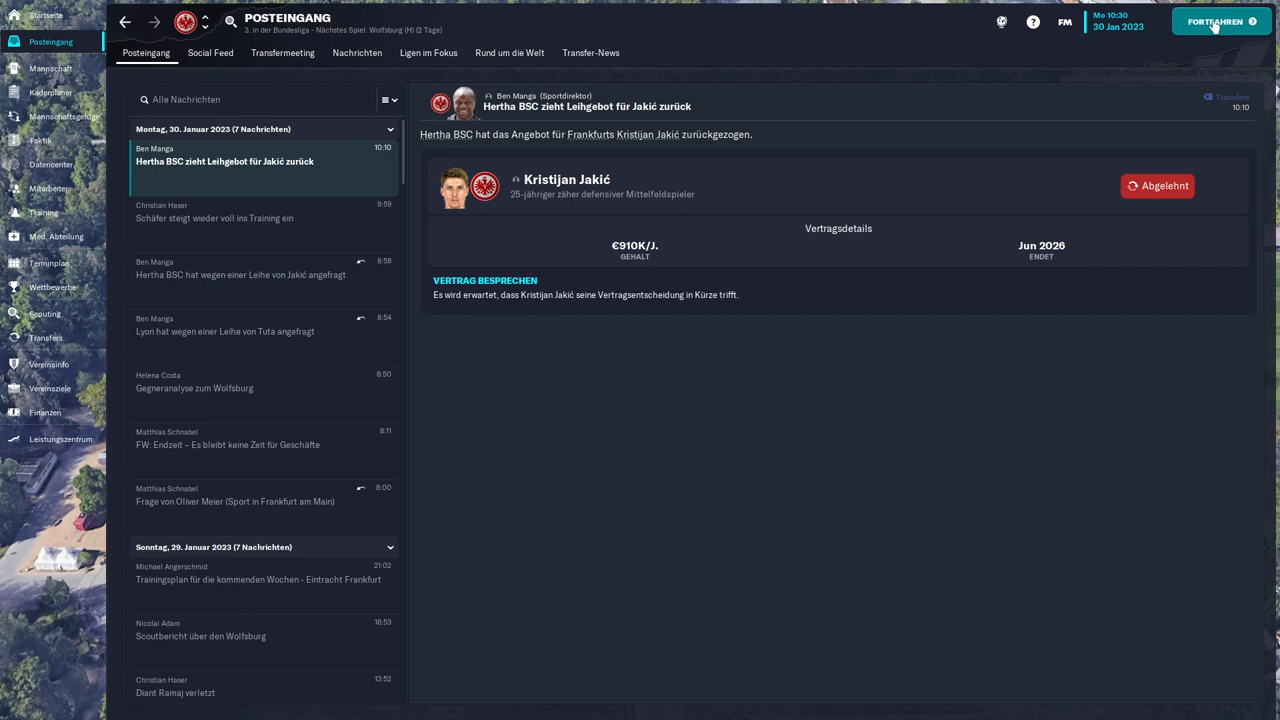 Startseite
Posteingang
Mannschaft
Kaderplaner
Mannschaftsgefüge
Taktik
Datencenter
Mitarbeiter
Training
Med. Abteilung
Terminplan
Wettbewerbe
Scouting
Transfers
Vereinsinfo
Vereinsziele
Finanzen
Leistungszentrum
POSTEINGANG
3. in der Bundesliga - Nächstes Spiel: Wolfsburg (H) (2 Tage)
?
FM
Mo 10:30
30 Jan 2023
FORTFAHREN
Posteingang Social Feed Transfermeeting Nachrichten Ligen im Fokus Rund um die Welt Transfer-News
Alle Nachrichten
Montag, 30. Januar 2023 (7 Nachrichten)
Ben Manga 10:10
Hertha BSC zieht Leihgebot für Jakić zurück
Christian Haser 9:59
Schäfer steigt wieder voll ins Training ein
Ben Manga 8:58
Hertha BSC hat wegen einer Leihe von Jakić angefragt
Ben Manga 8:54
Lyon hat wegen einer Leihe von Tuta angefragt
Helena Costa 8:50
Gegneranalyse zum Wolfsburg
Matthias Schnabel 8:11
FW: Endzeit – Es bleibt keine Zeit für Geschäfte
Matthias Schnabel 8:00
Frage von Oliver Meier (Sport in Frankfurt am Main)
Sonntag, 29. Januar 2023 (7 Nachrichten)
Michael Angerschmid 21:02
Trainingsplan für die kommenden Wochen - Eintracht Frankfurt
Nicolai Adam 16:53
Scoutbericht über den Wolfsburg
Christian Haser 13:52
Diant Ramaj verletzt
Ben Manga (Sportdirektor)
Hertha BSC zieht Leihgebot für Jakić zurück
Transfers
10:10
Hertha BSC hat das Angebot für Frankfurts Kristijan Jakić zurückgezogen.
Kristijan Jakić
25-jähriger zäher defensiver Mittelfeldspieler
Abgelehnt
Vertragsdetails
€910K/J. Jun 2026
GEHALT ENDET
VERTRAG BESPRECHEN
Es wird erwartet, dass Kristijan Jakić seine Vertragsentscheidung in Kürze trifft.